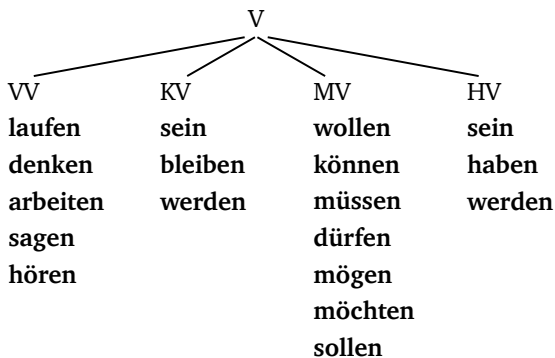 V
VV KV MV HV
laufen sein wollen sein
denken bleiben können haben
arbeiten werden müssen werden
sagen dürfen
hören mögen
möchten
sollen